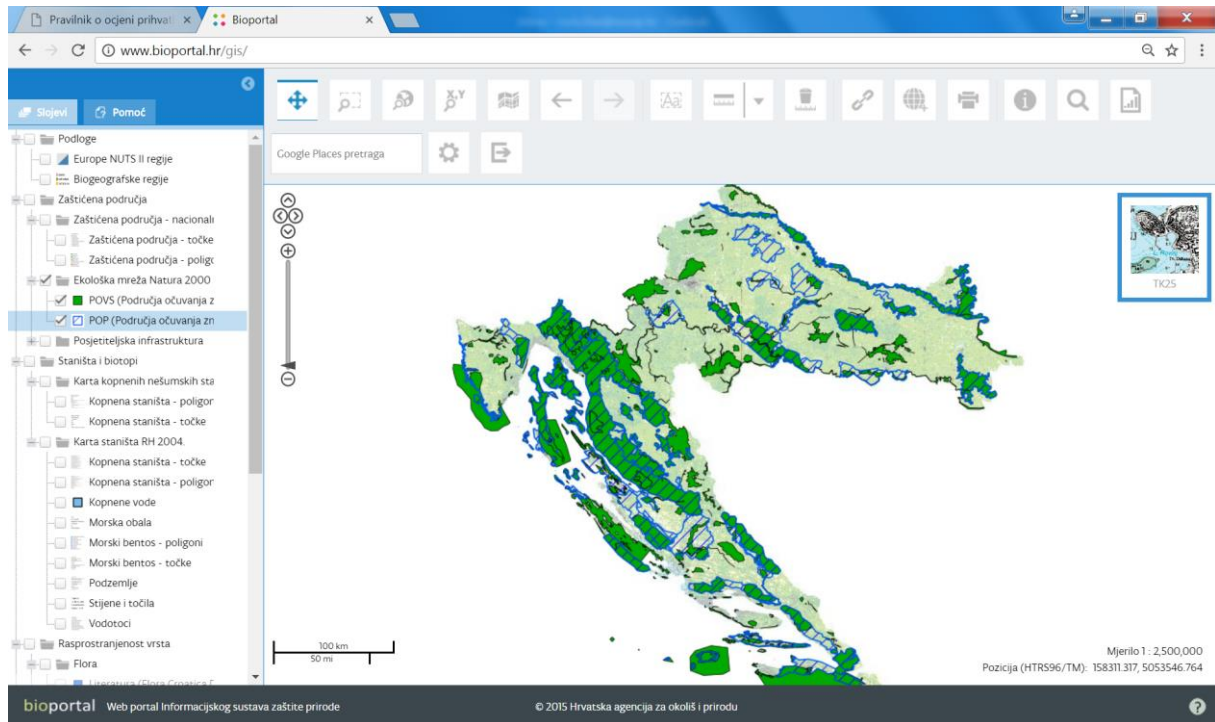 Pravilnik o ocjeni prihvat
Bioportal
www.bioportal.hr/gis/
Slojevi
Pomoć
X,Y
Aa
Google Places pretraga
Podloge
Europe NUTS II regije
Biogeografske regije
Zaštićena područja
Zaštićena područja - nacionaln
Zaštićena područja - točke
Zaštićena područja - poligo
Ekološka mreža Natura 2000
POVS (Područja očuvanja z
POP (Područja očuvanja zn
Posjetiteljska infrastruktura
Staništa i biotopi
Karta kopnenih nešumskih sta
Kopnena staništa - poligor
Kopnena staništa - točke
Karta staništa RH 2004.
Kopnena staništa - točke
Kopnena staništa - poligor
Kopnene vode
Morska obala
Morski bentos - poligoni
Morski bentos - točke
Podzemlje
Stijene i točila
Vodotoci
Rasprostranjenost vrsta
Flora
Literatura (Flora Croatica
TK25
100 km
50 mi
Mjerilo 1 : 2,500,000
Pozicija (HTRS96/TM): 158311.317, 5053546.764
bioportal Web portal Informacijskog sustava zaštite prirode
© 2015 Hrvatska agencija za okoliš i prirodu